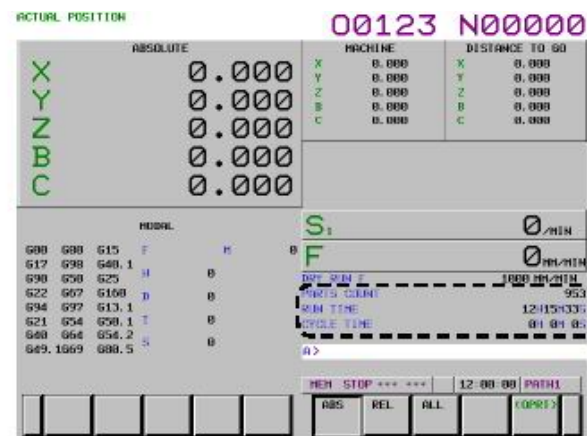 ACTUAL POSITION O0123 N00000
ABSOLUTE
X 0.000
Y 0.000
Z 0.000
B 0.000
C 0.000
MACHINE
X 0.000
Y 0.000
Z 0.000
B 0.000
C 0.000
DISTANCE TO GO
X 0.000
Y 0.000
Z 0.000
B 0.000
C 0.000
MODAL
G00 G80 G15 F M 0
G17 G98 G40.1
G90 G50 G25 H 0
G22 G67 G160 D 0
G94 G97 G13.1
G21 G54 G50.1 T 0
G40 G64 G54.2
G49.1 G69 G80.5 S 0
S1 0/MIN
F 0MM/MIN
DRY RUN F 1000 MM/MIN
PARTS COUNT 953
RUN TIME 12H15M33S
CYCLE TIME 0H 0M 0S
A>
MEM STOP *** *** 12:00:00 PATH1
ABS REL ALL (OPRT)